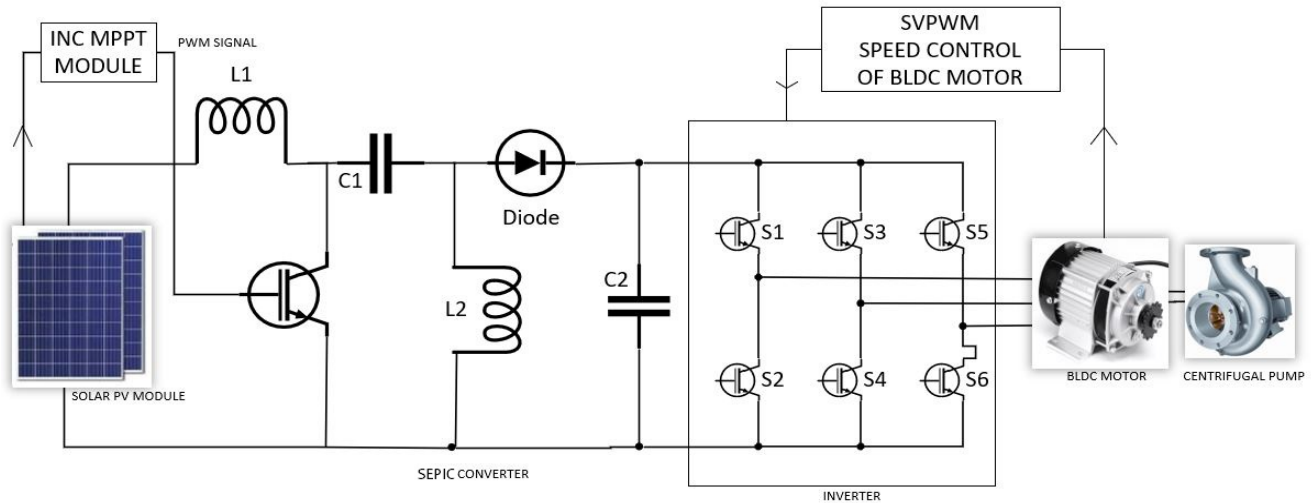 INC MPPT
MODULE
PWM SIGNAL
SVPWM
SPEED CONTROL
OF BLDC MOTOR
L1
C1
Diode
L2
C2
S1
S3
S5
S2
S4
S6
SOLAR PV MODULE
BLDC MOTOR
CENTRIFUGAL PUMP
SEPIC CONVERTER
INVERTER